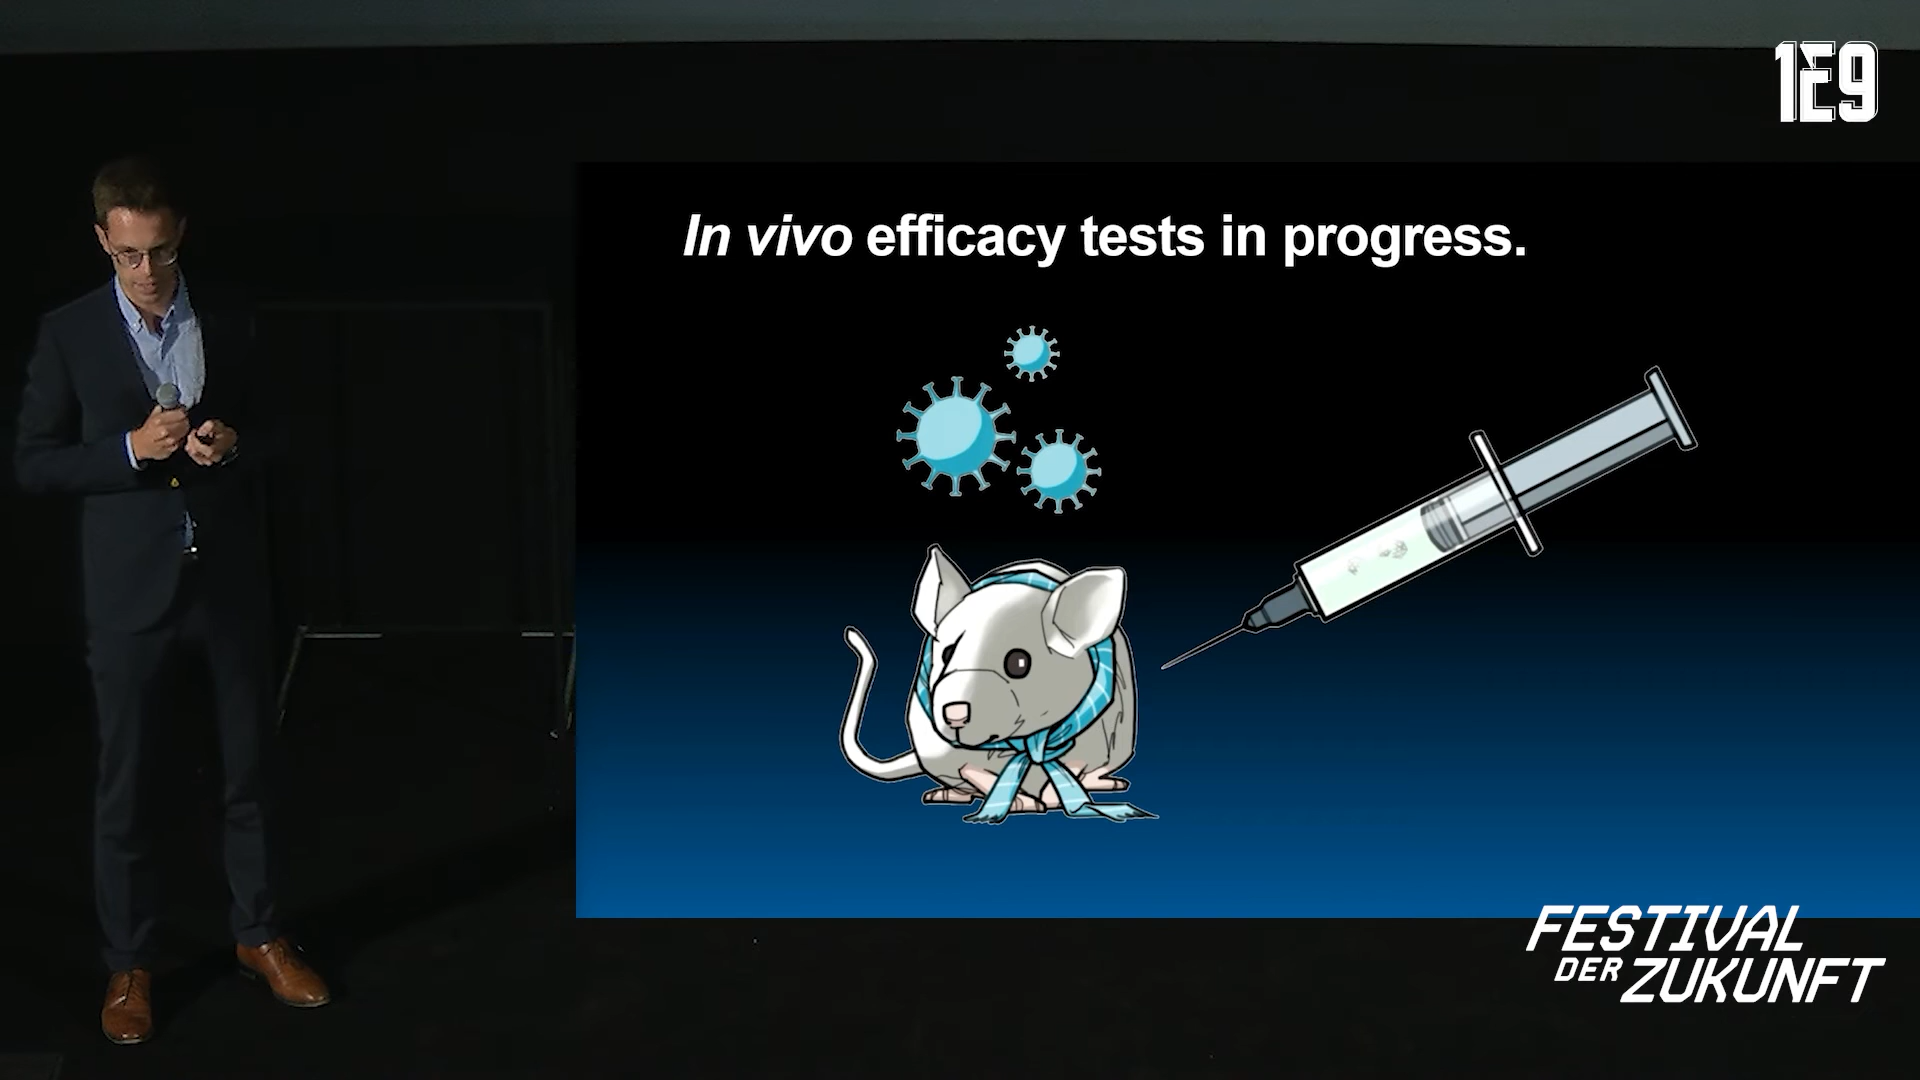 1E9
In vivo efficacy tests in progress.
FESTIVAL
DER ZUKUNFT